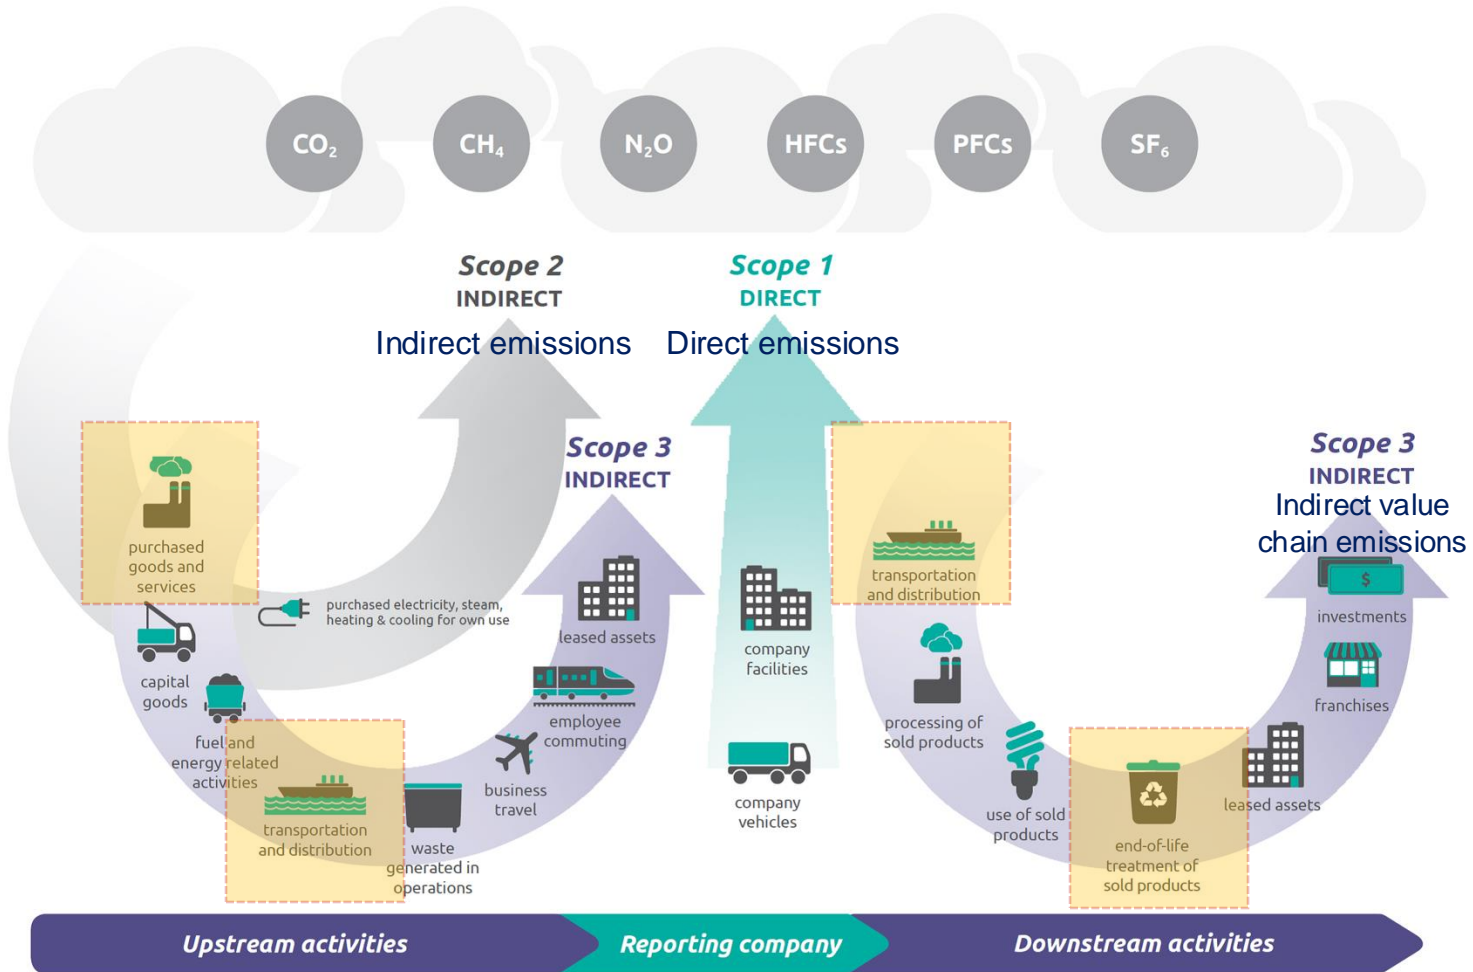 CO₂
CH₄
N₂O
HFCs
PFCs
SF₆
Scope 2
INDIRECT
Indirect emissions
Scope 1
DIRECT
Direct emissions
Scope 3
INDIRECT
Scope 3
INDIRECT
Indirect value
chain emissions
purchased
goods and
services
capital
goods
fuel and
energy related
activities
transportation
and distribution
waste
generated in
operations
business
travel
employee
commuting
leased assets
purchased electricity, steam,
heating & cooling for own use
company
facilities
company
vehicles
transportation
and distribution
processing of
sold products
use of sold
products
end-of-life
treatment of
sold products
leased assets
franchises
$
investments
Upstream activities
Reporting company
Downstream activities